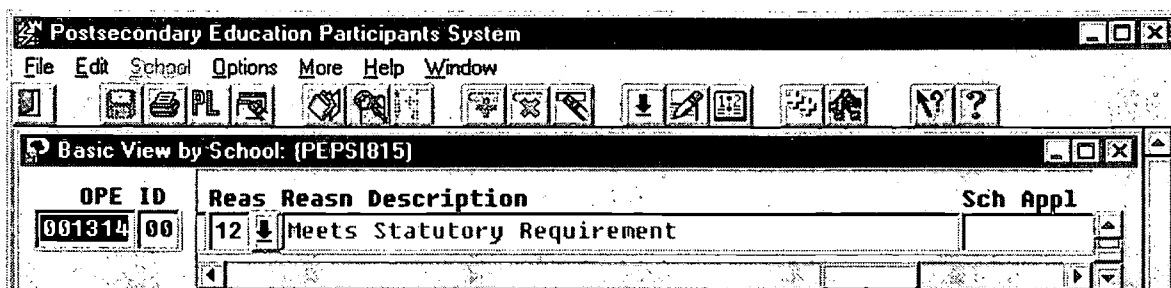 Postsecondary Education Participants System
File Edit School Options More Help Window
PL
Basic View by School: (PEPSI815)
OPE ID Reas Reasn Description Sch Appl
001314 00 12 Meets Statutory Requirement